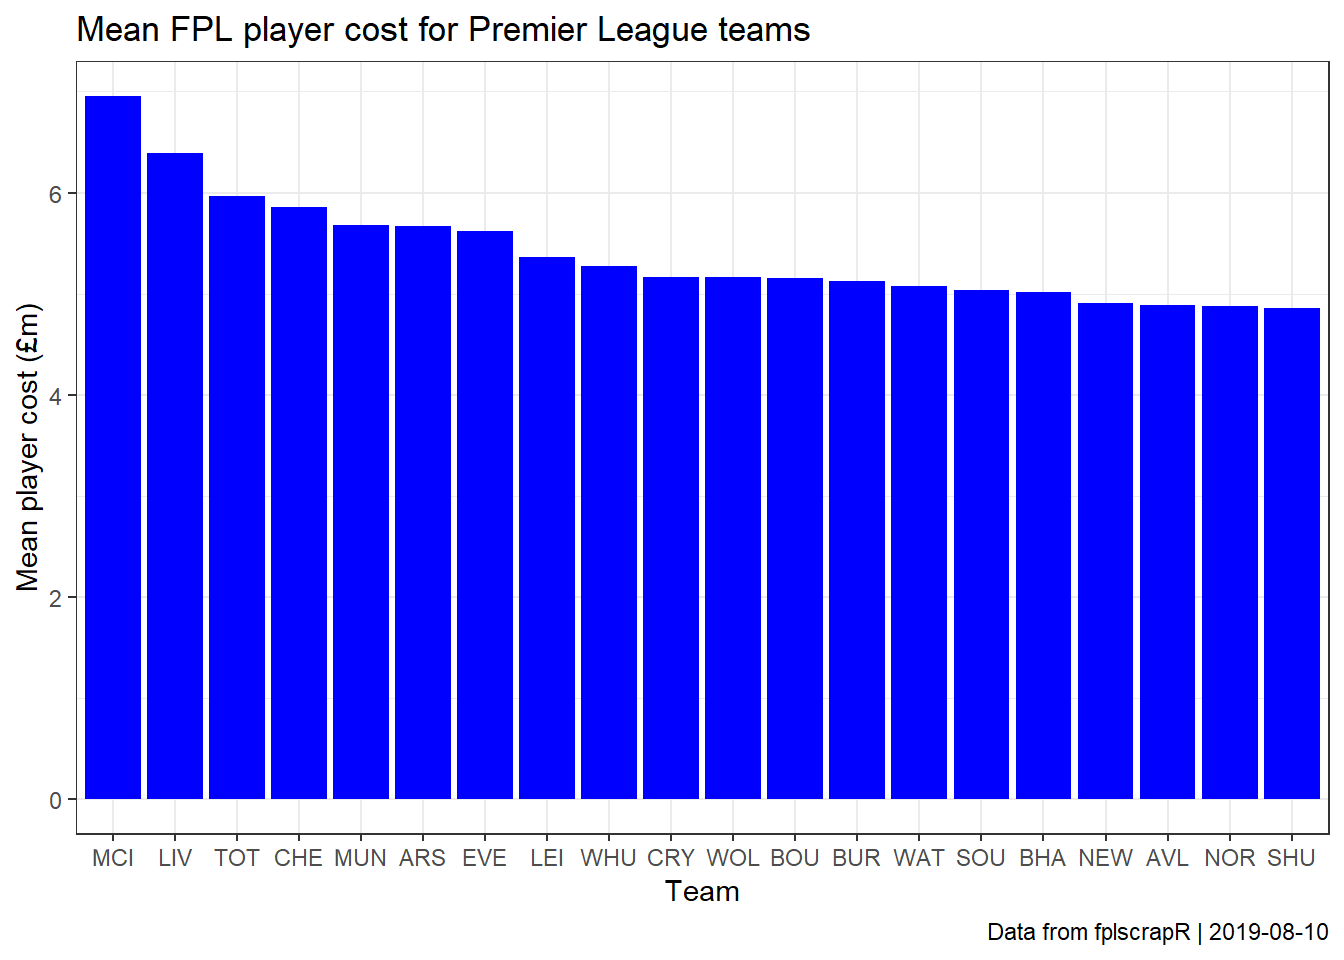 Mean FPL player cost for Premier League teams
Mean player cost (£m)
6
4
2
0
MCI LIV TOT CHE MUN ARS EVE LEI WHU CRY WOL BOU BUR WAT SOU BHA NEW AVL NOR SHU
Team
Data from fplscrapR | 2019-08-10